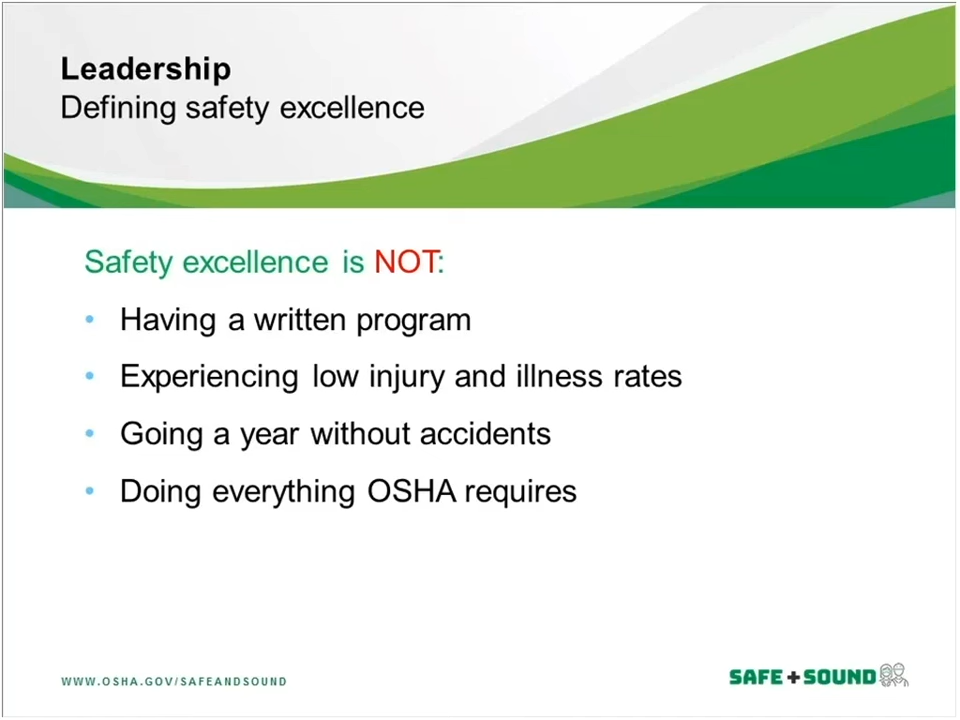 Leadership
Defining safety excellence
Safety excellence is NOT:
• Having a written program
• Experiencing low injury and illness rates
• Going a year without accidents
• Doing everything OSHA requires
WWW.OSHA.GOV/SAFEANDSOUND
SAFE+SOUND